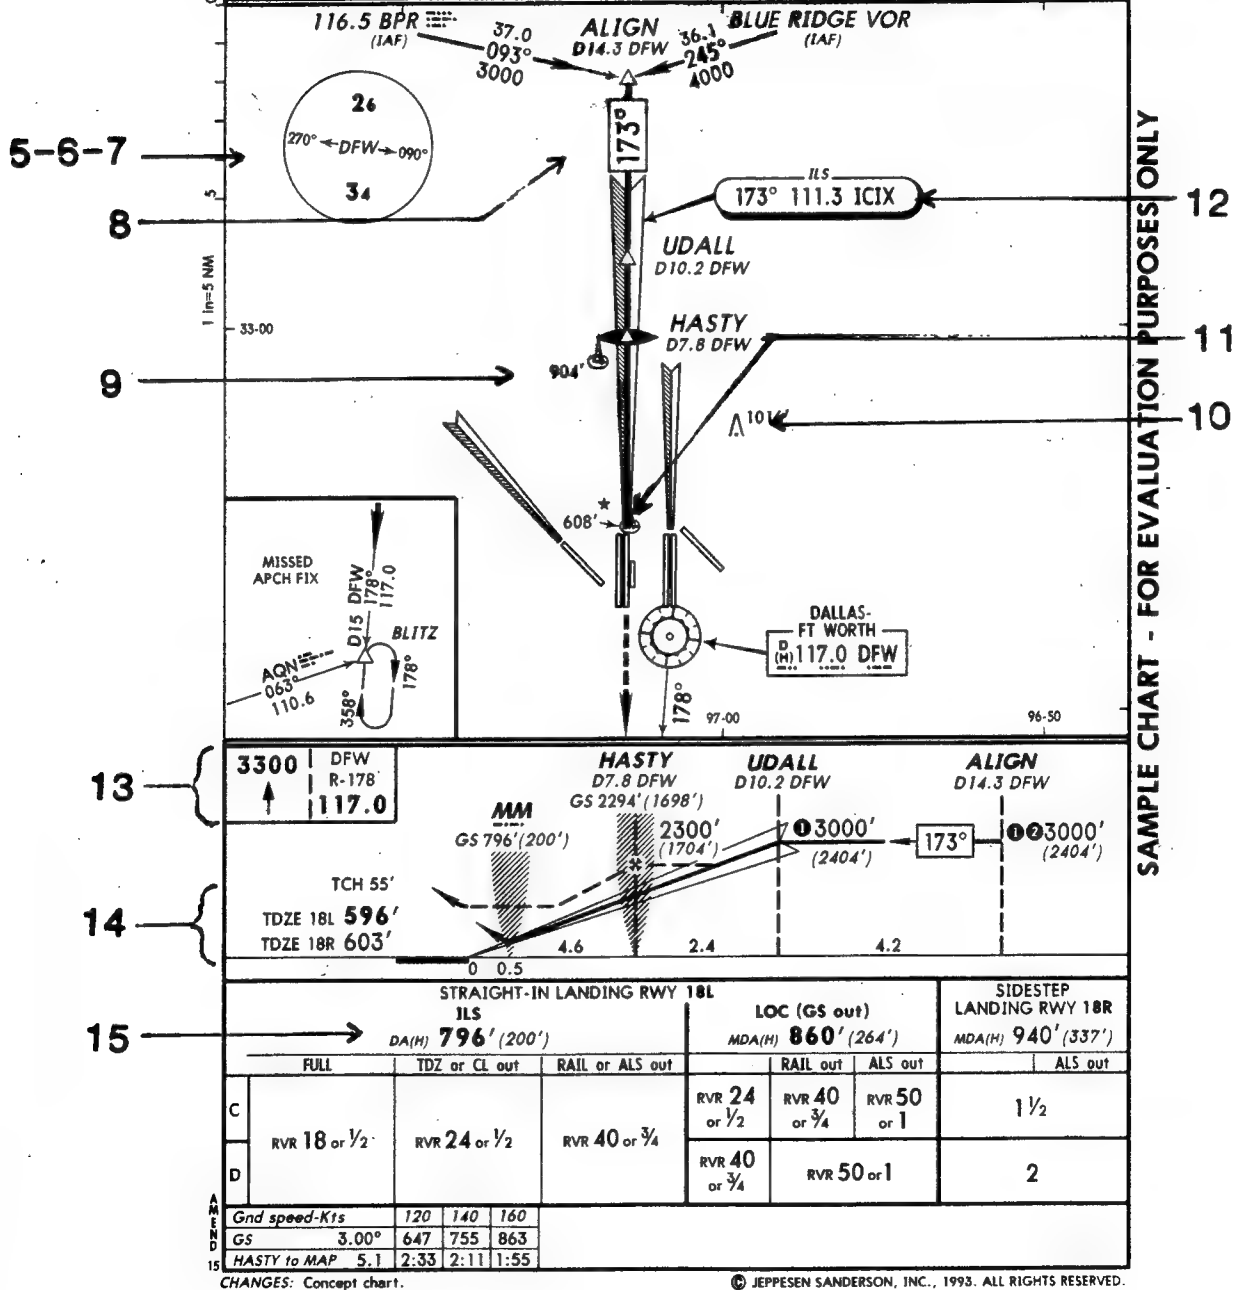 116.5 BPR
(IAF)
37.0
093°
3000
ALIGN
D14.3 DFW
36.1
245°
4000
BLUE RIDGE VOR
(IAF)
26
270° DFW 090°
34
5-6-7
8
173°
ILS
173° 111.3 ICIX
12
5
UDALL
D10.2 DFW
1 in=5 NM
33-00
HASTY
D7.8 DFW
11
904'
9
10
608'
MISSED
APCH FIX
D15 DFW
178°
117.0
BLITZ
AQN
063°
110.6
358°
178°
DALLAS-
FT WORTH
D
(H) 117.0 DFW
178°
97-00
96-50
SAMPLE CHART - FOR EVALUATION PURPOSES ONLY
13
3300
DFW
R-178
117.0
HASTY
D7.8 DFW
GS 2294' (1698')
UDALL
D10.2 DFW
ALIGN
D14.3 DFW
MM
GS 796' (200')
2300'
(1704')
1 3000'
(2404')
173°
1 2 3000'
(2404')
14
TCH 55'
TDZE 18L 596'
TDZE 18R 603'
4.6
2.4
4.2
0 0.5
15
STRAIGHT-IN LANDING RWY 18L
ILS
DA(H) 796' (200')
LOC (GS out)
MDA(H) 860' (264')
SIDESTEP
LANDING RWY 18R
MDA(H) 940' (337')
FULL
TDZ or CL out
RAIL or ALS out
RAIL out
ALS out
ALS out
C
RVR 24
or ½
RVR 40
or ¾
RVR 50
or 1
1½
RVR 18 or ½
RVR 24 or ½
RVR 40 or ¾
D
RVR 40
or ¾
RVR 50 or 1
2
AMEND 15
Gnd speed-Kts 120 140 160
GS 3.00° 647 755 863
HASTY to MAP 5.1 2:33 2:11 1:55
CHANGES: Concept chart.
© JEPPESEN SANDERSON, INC., 1993. ALL RIGHTS RESERVED.